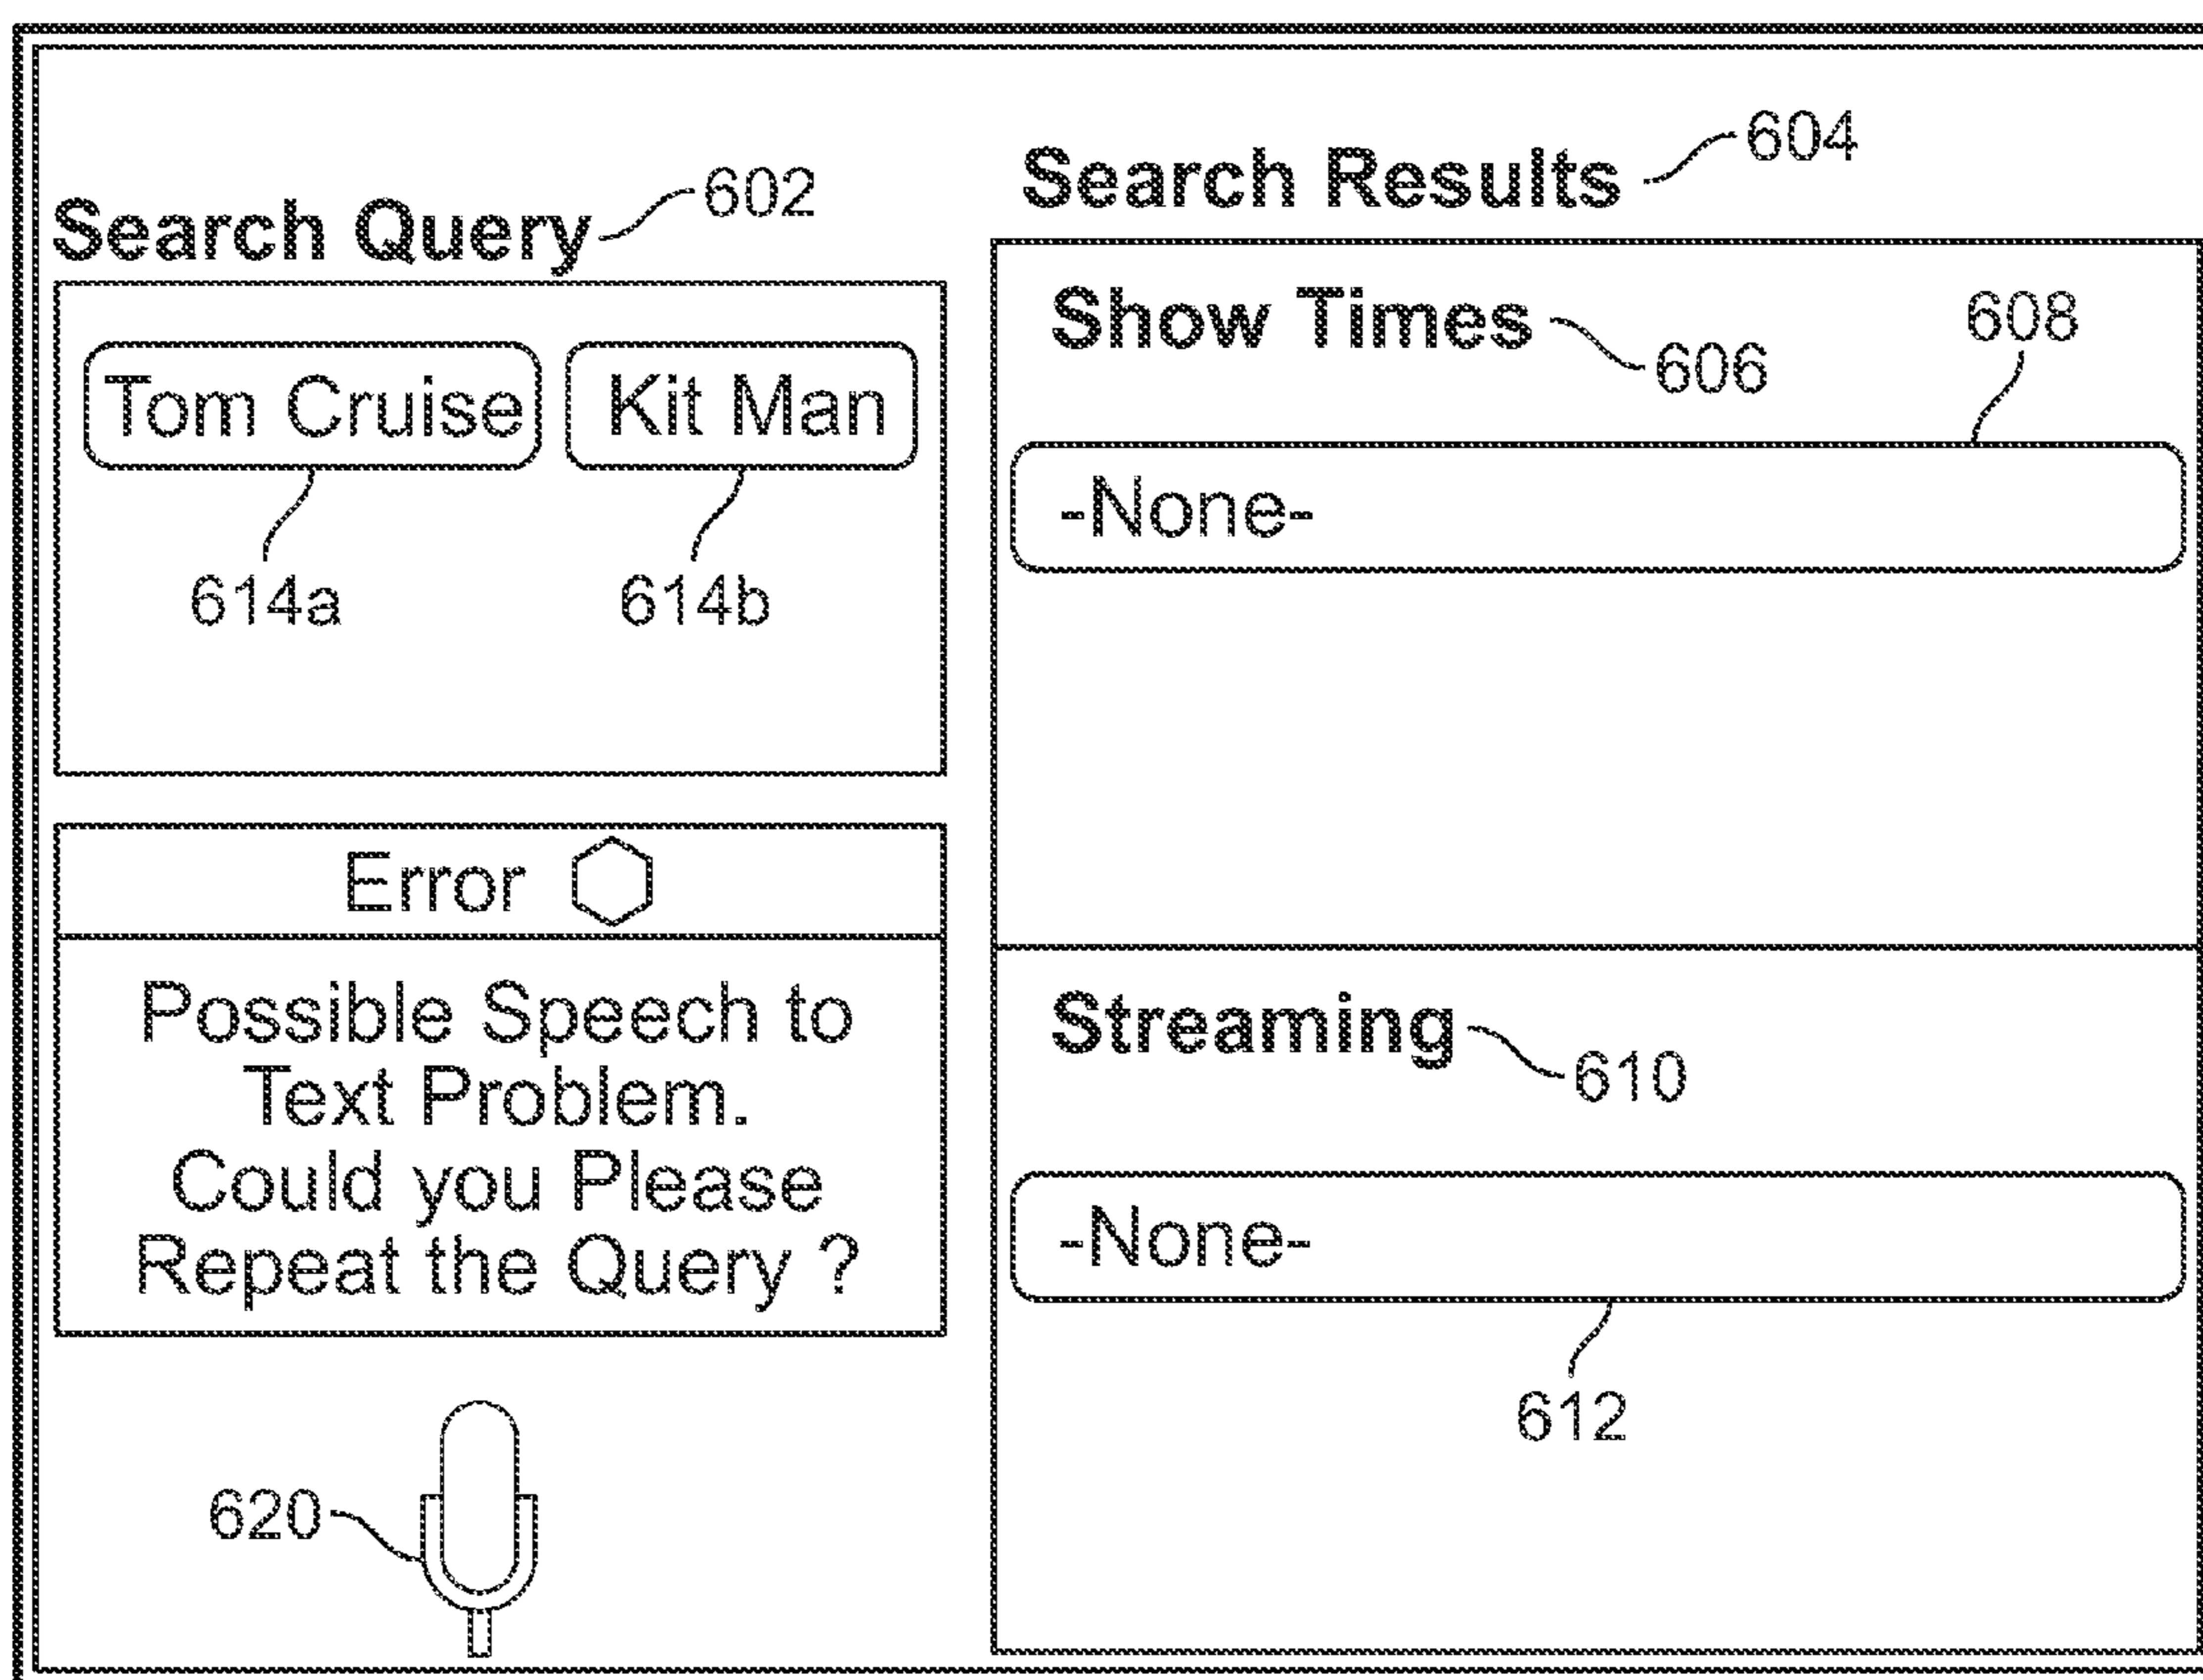 Search Query 602
Tom Cruise Kit Man
614a 614b
Error
Possible Speech to
Text Problem.
Could you Please
Repeat the Query ?
620
Search Results 604
Show Times 606
608
-None-
Streaming 610
-None-
612